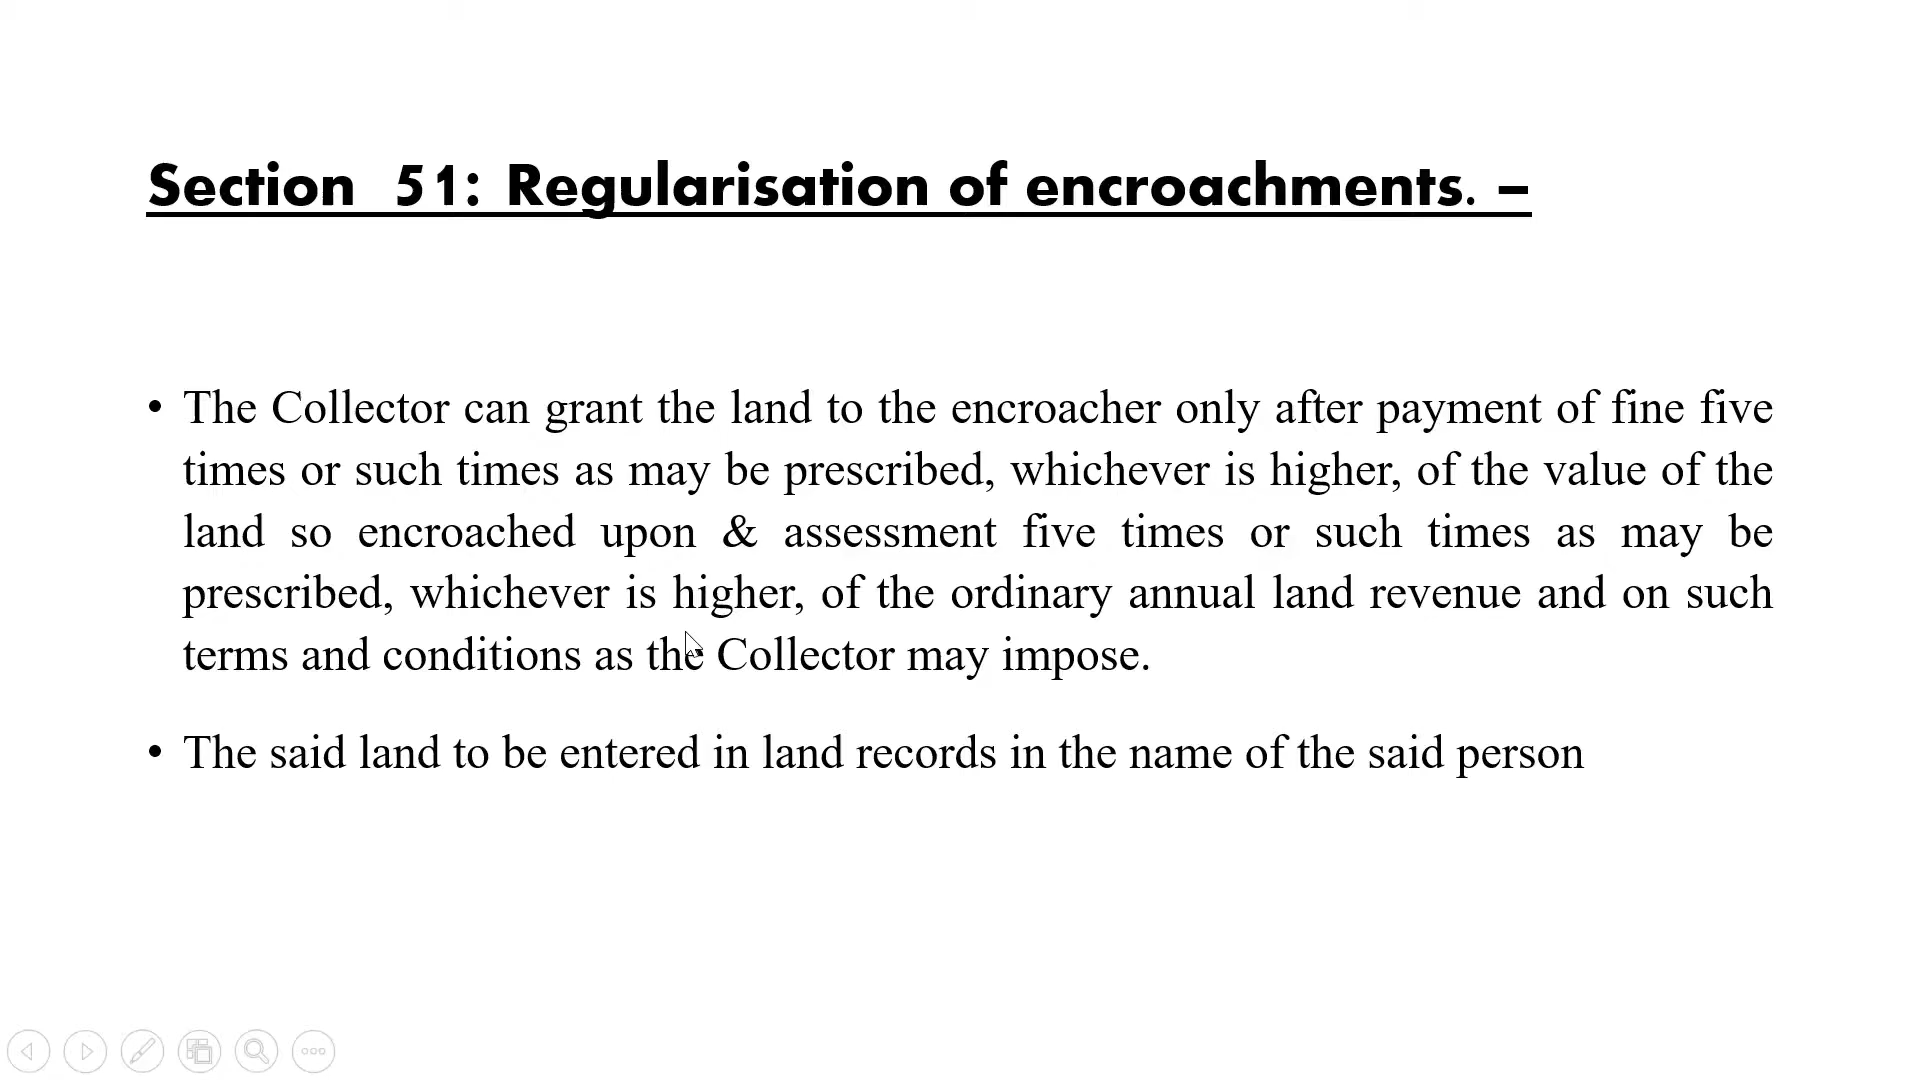 Section 51: Regularisation of encroachments. –
• The Collector can grant the land to the encroacher only after payment of fine five
times or such times as may be prescribed, whichever is higher, of the value of the
land so encroached upon & assessment five times or such times as may be
prescribed, whichever is higher, of the ordinary annual land revenue and on such
terms and conditions as the Collector may impose.
• The said land to be entered in land records in the name of the said person